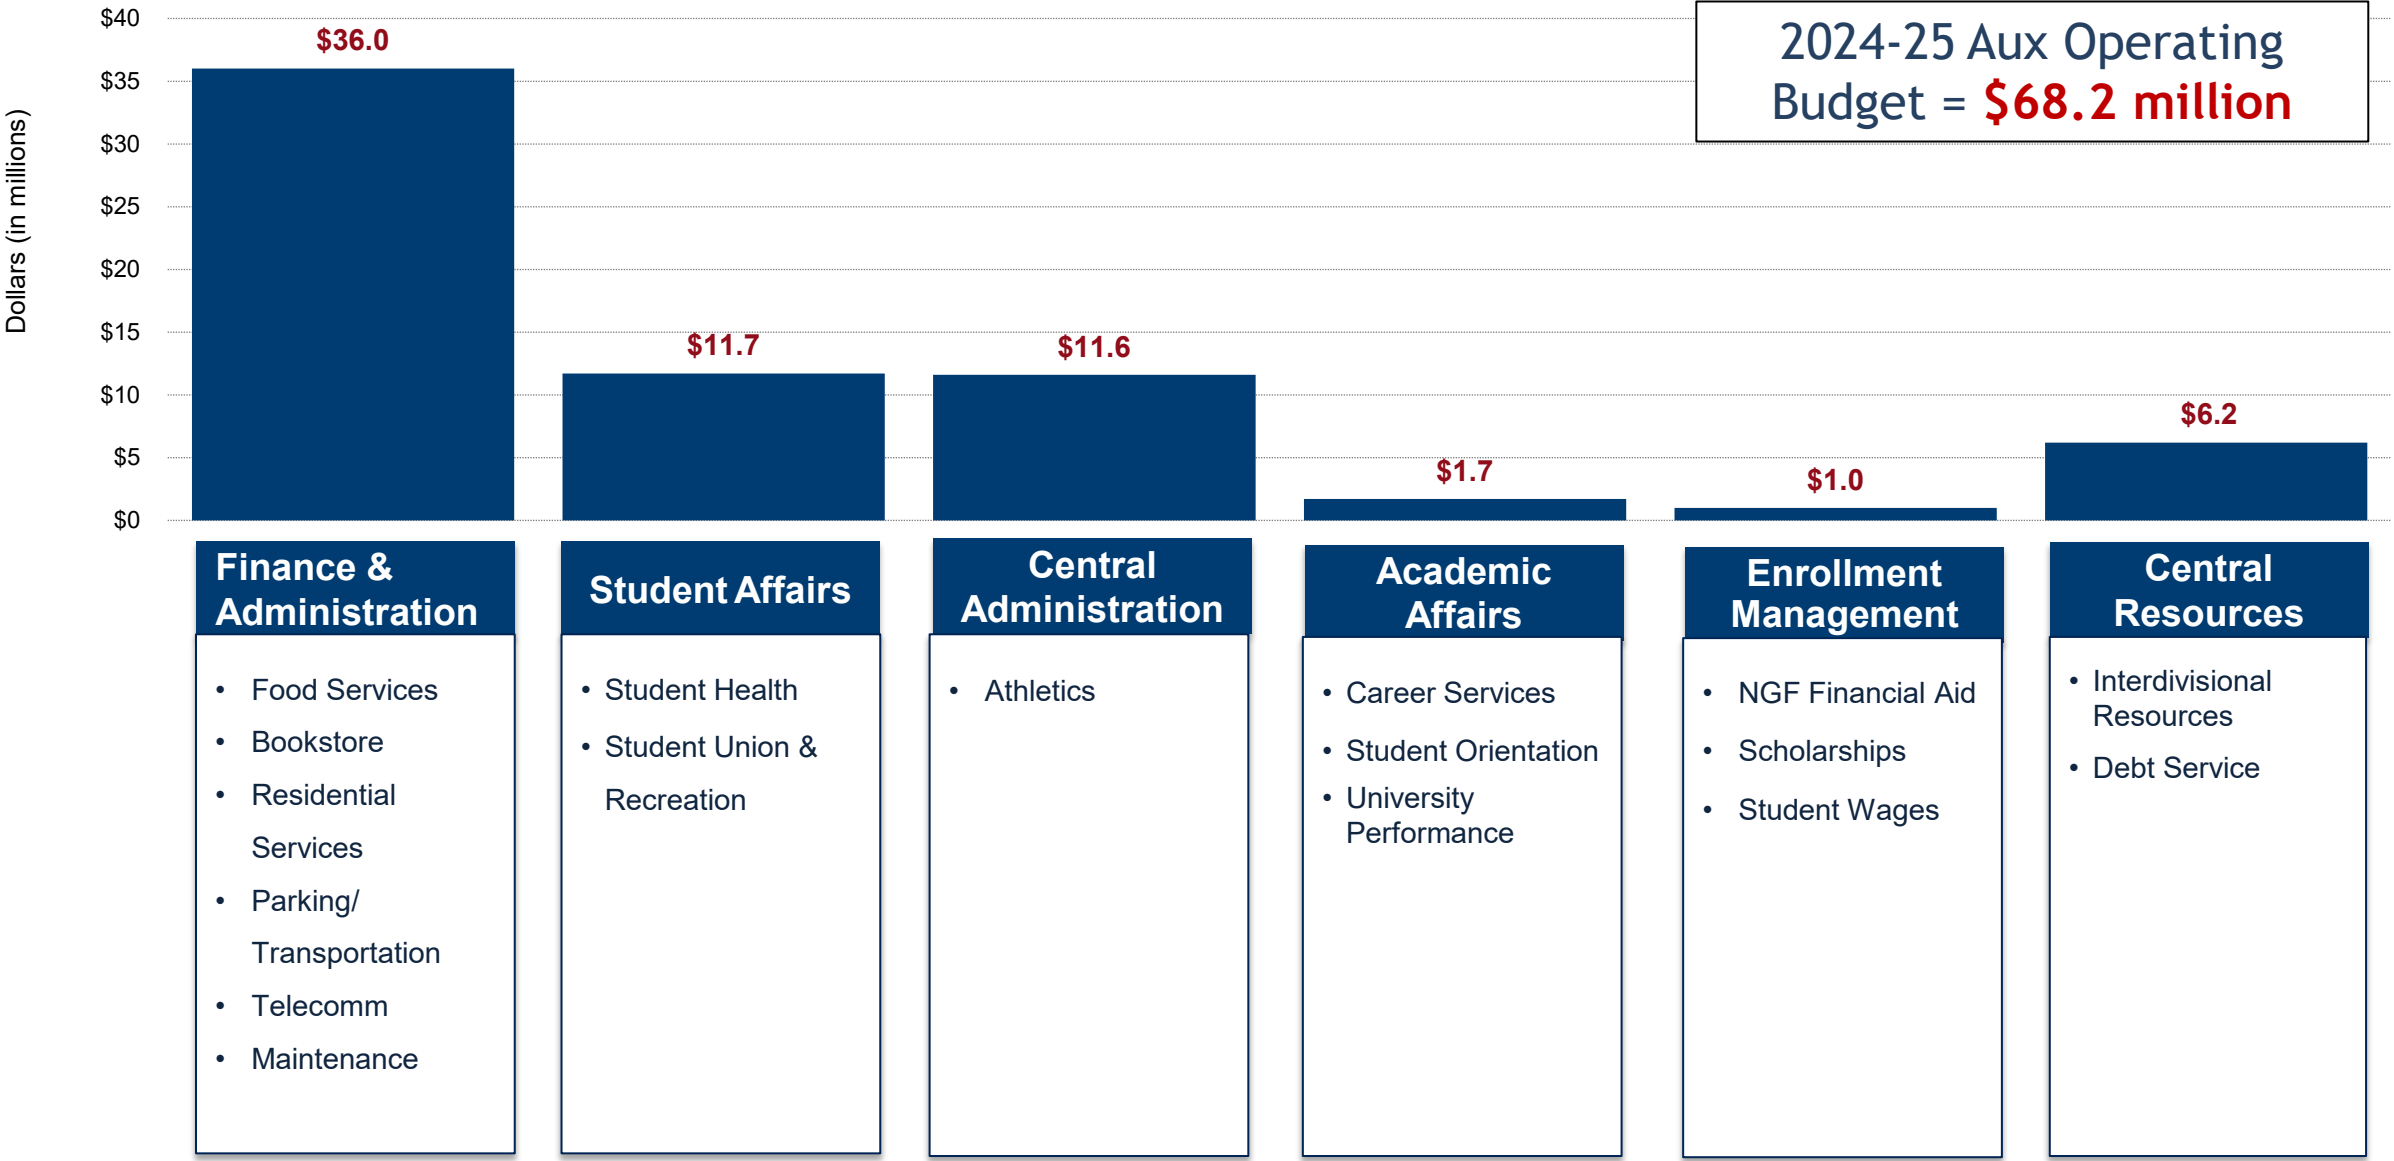 2024-25 Aux Operating
Budget = $68.2 million
Dollars (in millions)
$40
$35
$30
$25
$20
$15
$10
$5
$0
$36.0
$11.7
$11.6
$1.7
$1.0
$6.2
Finance &
Administration
• Food Services
• Bookstore
• Residential
Services
• Parking/
Transportation
• Telecomm
• Maintenance
Student Affairs
• Student Health
• Student Union &
Recreation
Central
Administration
• Athletics
Academic
Affairs
• Career Services
• Student Orientation
• University
Performance
Enrollment
Management
• NGF Financial Aid
• Scholarships
• Student Wages
Central
Resources
• Interdivisional
Resources
• Debt Service